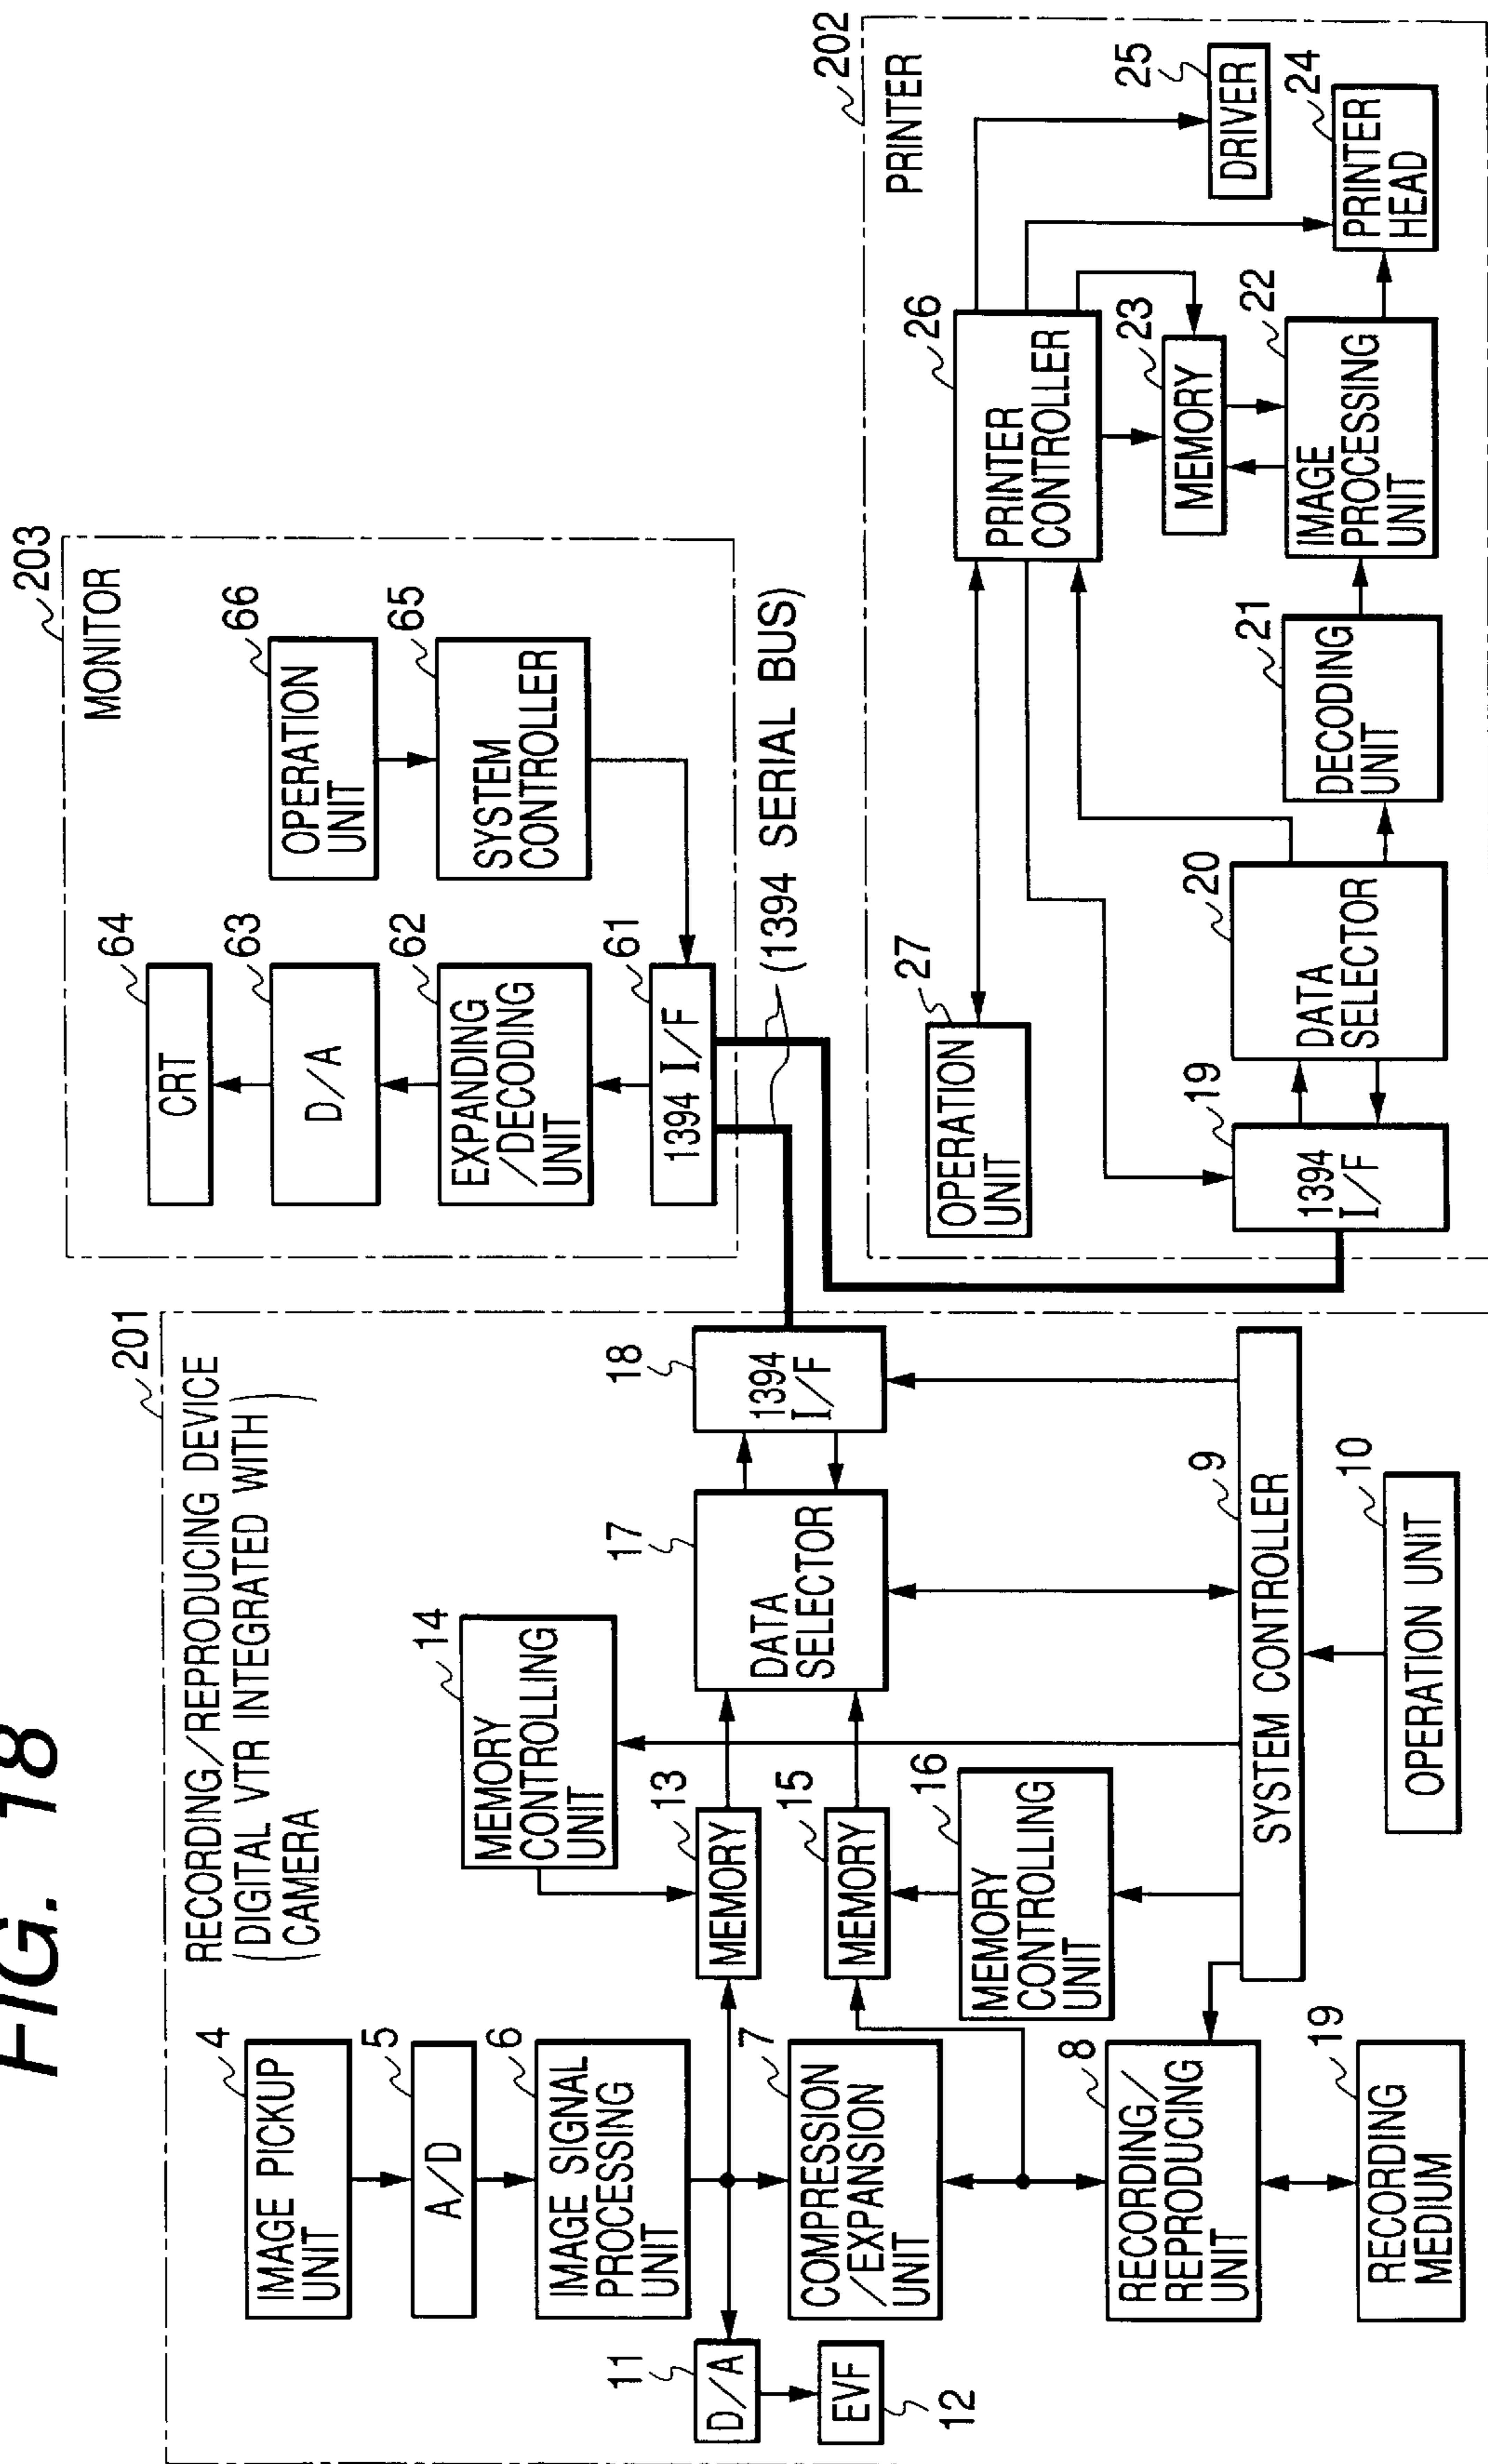 FIG. 18
201
RECORDING/REPRODUCING DEVICE
(DIGITAL VTR INTEGRATED WITH
CAMERA)
4
IMAGE PICKUP
UNIT
5
A/D
6
IMAGE SIGNAL
PROCESSING
UNIT
7
COMPRESSION
/EXPANSION
UNIT
8
RECORDING/
REPRODUCING
UNIT
19
RECORDING
MEDIUM
11
D/A
EVF
12
14
MEMORY
CONTROLLING
UNIT
13
MEMORY
15
MEMORY
16
MEMORY
CONTROLLING
UNIT
17
DATA
SELECTOR
18
1394
I/F
9
SYSTEM CONTROLLER
10
OPERATION UNIT
203
MONITOR
64
CRT
63
D/A
62
EXPANDING
/DECODING
UNIT
61
1394 I/F
66
OPERATION
UNIT
65
SYSTEM
CONTROLLER
(1394 SERIAL BUS)
202
PRINTER
27
OPERATION
UNIT
19
1394
I/F
20
DATA
SELECTOR
21
DECODING
UNIT
26
PRINTER
CONTROLLER
23
MEMORY
22
IMAGE
PROCESSING
UNIT
25
DRIVER
24
PRINTER
HEAD